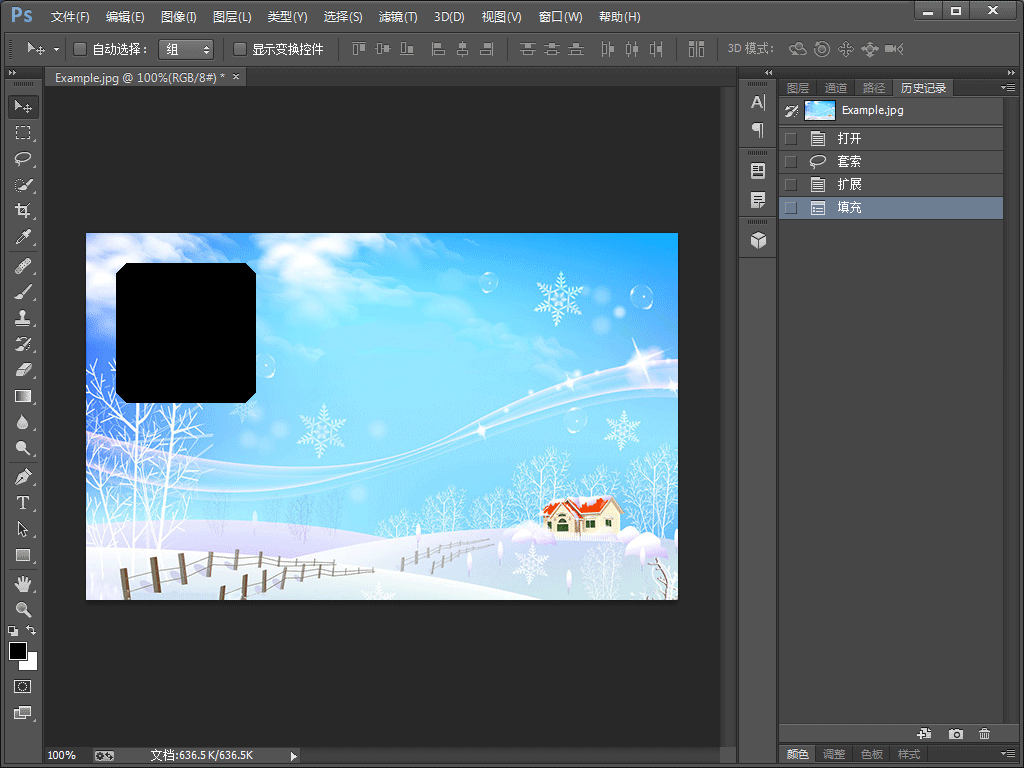 Ps 文件(F) 编辑(E) 图像(I) 图层(L) 类型(Y) 选择(S) 滤镜(T) 3D(D) 视图(V) 窗口(W) 帮助(H)
自动选择： 组 显示变换控件 3D 模式：
Example.jpg @ 100%(RGB/8#) * ×
图层 通道 路径 历史记录
Example.jpg
打开
套索
扩展
填充
100% 文档:636.5K/636.5K
颜色 调整 色板 样式